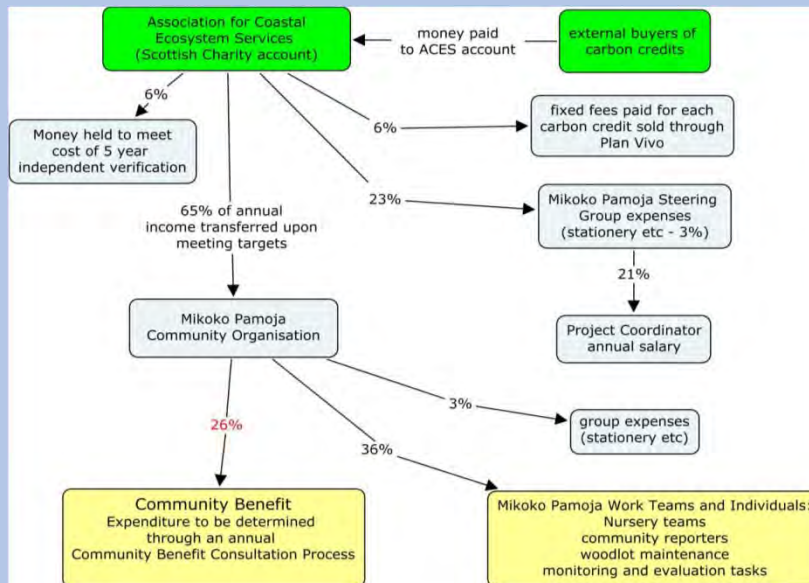 Association for Coastal
Ecosystem Services
(Scottish Charity account)
money paid
to ACES account
external buyers of
carbon credits
6%
Money held to meet
cost of 5 year
independent verification
6%
fixed fees paid for each
carbon credit sold through
Plan Vivo
65% of annual
income transferred upon
meeting targets
23%
Mikoko Pamoja Steering
Group expenses
(stationery etc - 3%)
21%
Project Coordinator
annual salary
Mikoko Pamoja
Community Organisation
3%
group expenses
(stationery etc)
26%
36%
Community Benefit
Expenditure to be determined
through an annual
Community Benefit Consultation Process
Mikoko Pamoja Work Teams and Individuals:
Nursery teams
community reporters
woodlot maintenance
monitoring and evaluation tasks